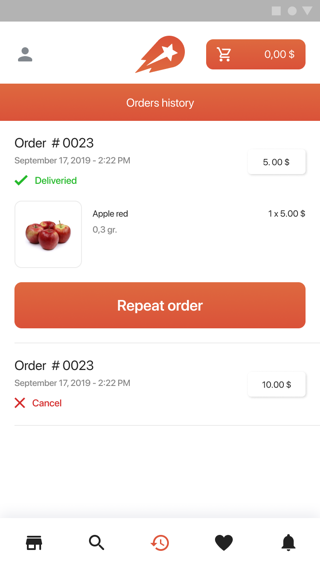 0,00 $
Orders history
Order #0023
September 17, 2019 - 2:22 PM
5.00 $
Deliveried
Apple red
1 x 5.00 $
0,3 gr.
Repeat order
Order #0023
September 17, 2019 - 2:22 PM
10.00 $
Cancel